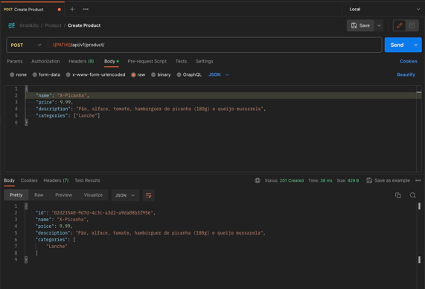 POST Create Product
Local
Product / Create Product
Save
POST
{{PATH}}/api/v1/product/
Send
Params Authorization Headers (8) Body Pre-request Script Tests Settings
Cookies
none form-data x-www-form-urlencoded raw binary GraphQL JSON
Beautify
1 {
2 "name": "X-Picanha",
3 "price": 9.99,
4 "description": "Pão, alface, tomate, hambúrguer de picanha (180g) e queijo mussarela",
5 "categories": ["Lanche"]
6 }
Body Cookies Headers (7) Test Results
Status: 201 Created Time: 38 ms Size: 429 B Save as example
Pretty Raw Preview Visualize JSON
1 {
2
3 "name": "X-Picanha",
4 "price": 9.99,
5 "description": "Pão, alface, tomate, hambúrguer de picanha (180g) e queijo mussarela",
6 "categories": [
7 "Lanche"
8 ]
9 }